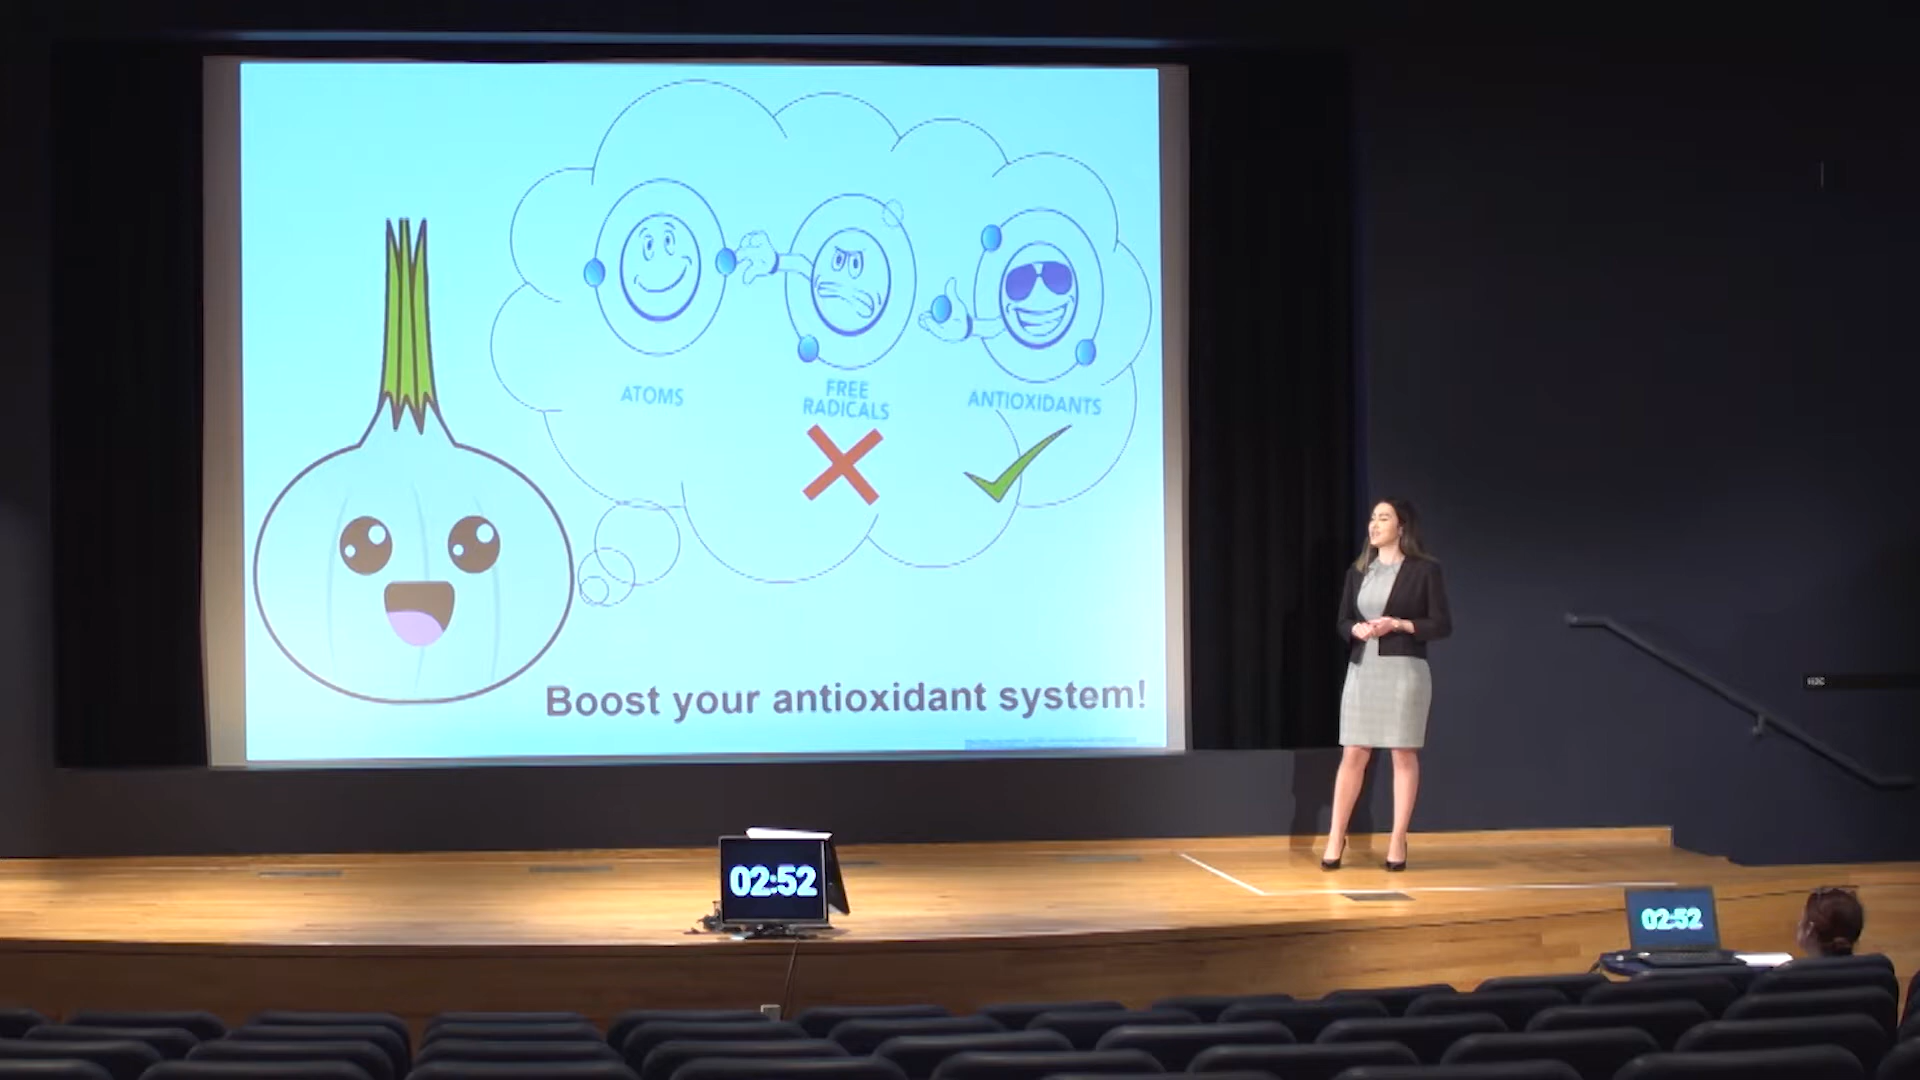 ATOMS
FREE
RADICALS
ANTIOXIDANTS
Boost your antioxidant system!
02:52
02:52